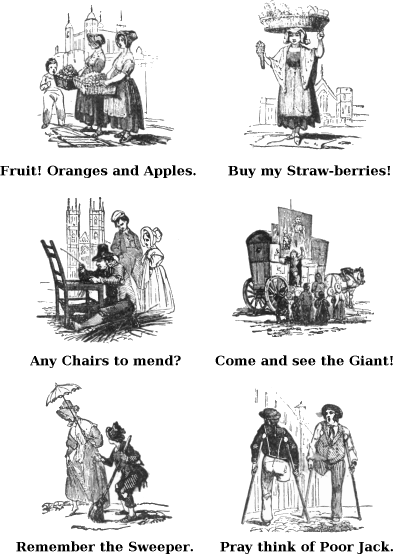 Fruit! Oranges and Apples.
Buy my Straw-berries!
Any Chairs to mend?
Come and see the Giant!
Remember the Sweeper.
Pray think of Poor Jack.